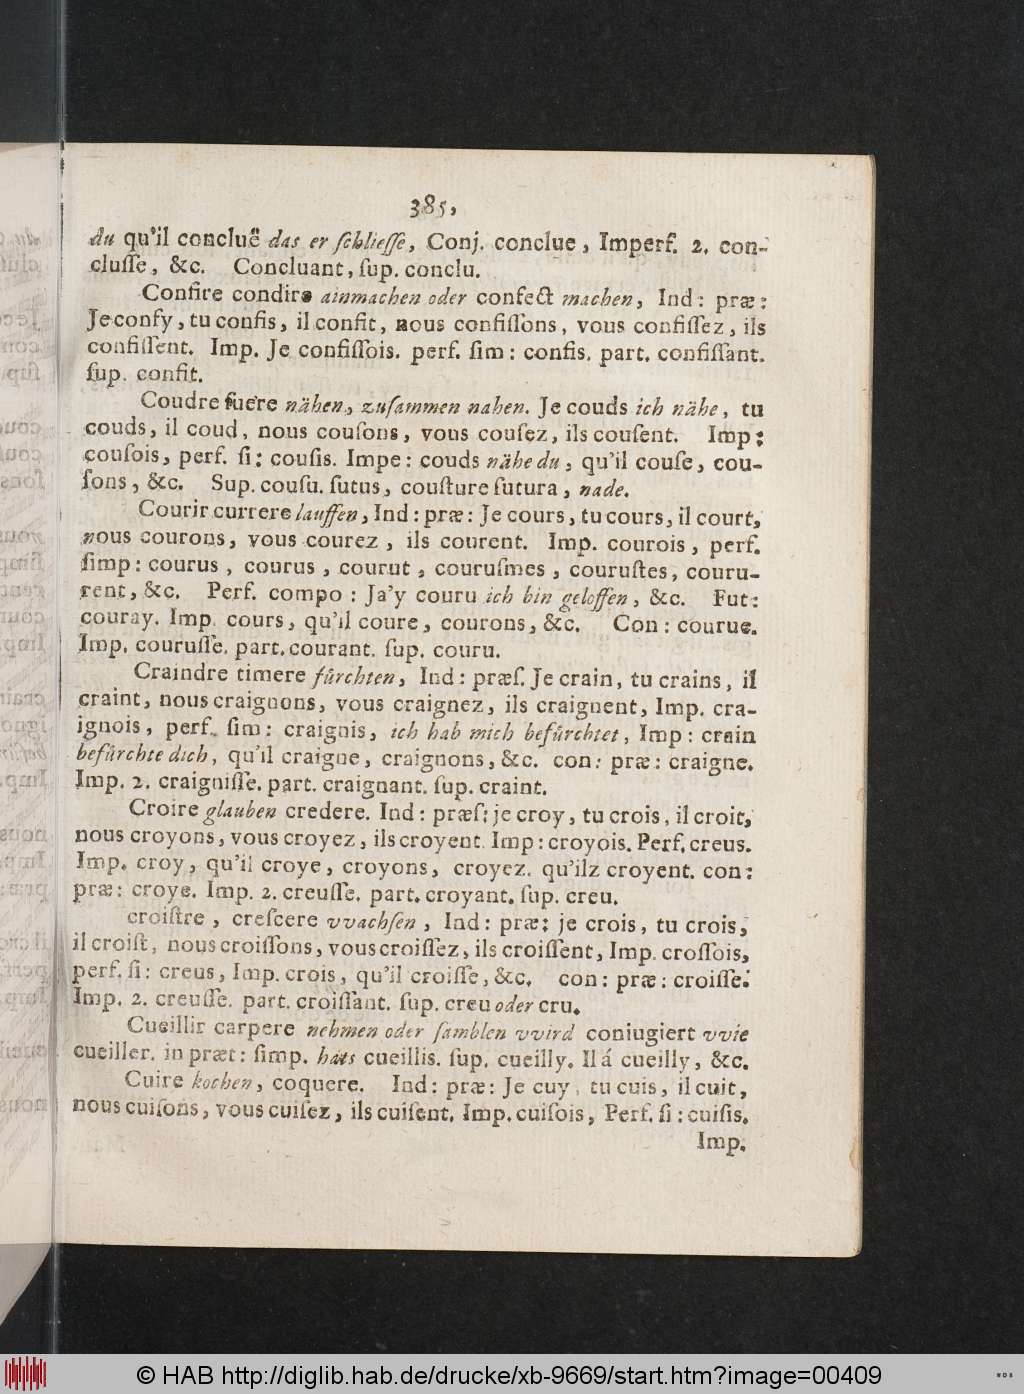 385,
du qu'il concluë das er ſchlieſſe, Conj. conclue, Imperf. 2. con-
cluſſe, &c. Concluant, ſup. conclu.
Confire condire ainmachen oder confect machen, Ind: præ:
Je confy, tu confis, il confit, nous confiſſons, vous confiſſez, ils
confiſſent. Imp. Je confiſſois. perf. ſim: confis. part. confiſſant.
ſup. confit.
Coudre ſuere nähen, zuſammen nahen. Je couds ich nähe, tu
couds, il coud, nous couſons, vous couſez, ils couſent. Imp:
couſois, perf. ſi: couſis. Impe: couds nähe du, qu'il couſe, cou-
ſons, &c. Sup. couſu. ſutus, couſture ſutura, nade.
Courir currere lauffen, Ind: præ: Je cours, tu cours, il court,
nous courons, vous courez, ils courent. Imp. courois, perf.
ſimp: courus, courus, courut, couruſmes, couruſtes, couru-
rent, &c. Perf. compo: Ja'y couru ich bin geloffen, &c. Fut:
couray. Imp. cours, qu'il coure, courons, &c. Con: courue.
Imp. couruſſe. part. courant. ſup. couru.
Craindre timere fürchten, Ind: præſ. Je crain, tu crains, il
craint, nous craignons, vous craignez, ils craignent, Imp. cra-
ignois, perf. ſim: craignis, ich hab mich befürchtet, Imp: crain
befürchte dich, qu'il craigne, craignons, &c. con: præ: craigne.
Imp. 2. craigniſſe. part. craignant. ſup. craint.
Croire glauben credere. Ind: præſ: je croy, tu crois, il croit,
nous croyons, vous croyez, ils croyent. Imp: croyois. Perf. creus.
Imp. croy, qu'il croye, croyons, croyez. qu'ilz croyent. con:
præ: croye. Imp. 2. creuſſe. part. croyant. ſup. creu.
croiſtre, creſcere vvachſen, Ind: præ: je crois, tu crois,
il croiſt, nous croiſſons, vous croiſſez, ils croiſſent, Imp. croſſois,
perf. ſi: creus, Imp. crois, qu'il croiſſe, &c. con: præ: croiſſe.
Imp. 2. creuſſe. part. croiſſant. ſup. creu oder cru.
Cueillir carpere nehmen oder ſamblen vvird coniugiert vvie
cueiller. in præt: ſimp. hats cueillis. ſup. cueilly. Il á cueilly, &c.
Cuire kochen, coquere. Ind: præ: Je cuy, tu cuis, il cuit,
nous cuiſons, vous cuiſez, ils cuiſent. Imp. cuiſois, Perf. ſi: cuiſis.
Imp.
© HAB http://diglib.hab.de/drucke/xb-9669/start.htm?image=00409